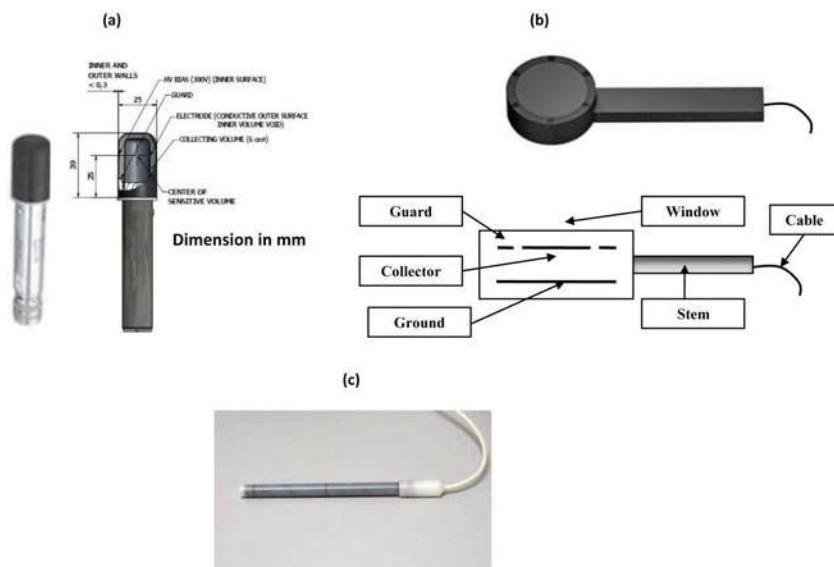 (a)
INNER AND
OUTER WALLS
< 0,3
HV BIAS (300V) (INNER SURFACE)
25
GUARD
ELECTRODE (CONDUCTIVE OUTER SURFACE
INNER VOLUME VOID)
COLLECTING VOLUME (6 cm³)
39
25
CENTER OF
SENSITIVE VOLUME
Dimension in mm
(b)
Guard
Window
Cable
Collector
Ground
Stem
(c)